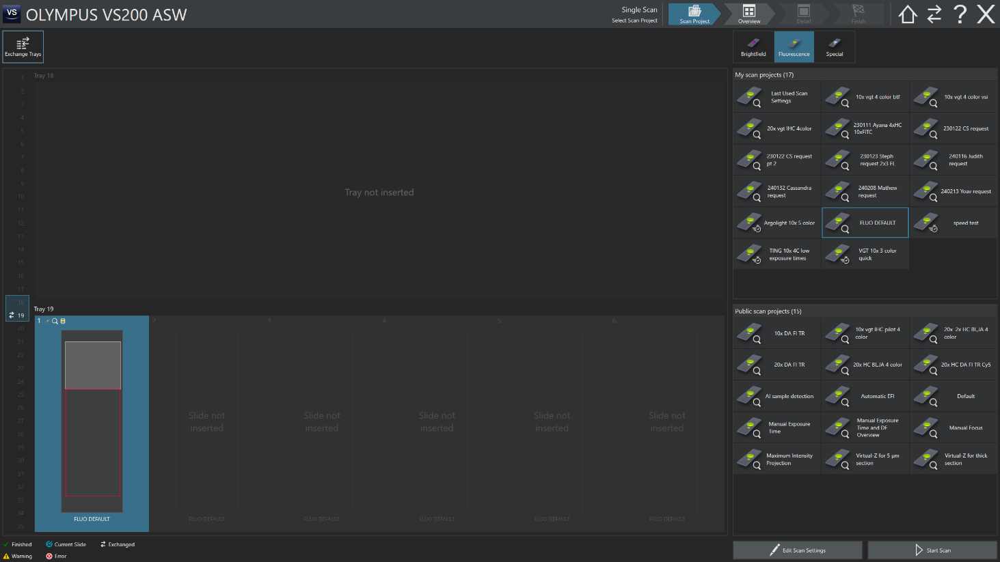 VS OLYMPUS VS200 ASW
Single Scan
Select Scan Project
Scan Project
Overview
Detail
Finish
Exchange Trays
Brightfield
Fluorescence
Special
Tray 18
Tray not inserted
1
2
3
4
5
6
7
8
9
10
11
12
13
14
15
16
17
18
19
20
21
22
23
24
25
26
27
28
29
30
31
32
33
34
35
Tray 19
1
2
3
4
5
6
Slide not
inserted
Slide not
inserted
Slide not
inserted
Slide not
inserted
Slide not
inserted
FLUO DEFAULT
FLUO DEFAULT
FLUO DEFAULT
FLUO DEFAULT
FLUO DEFAULT
FLUO DEFAULT
Finished
Current Slide
Exchanged
Warning
Error
My scan projects (17)
Last Used Scan
Settings
10x vgt 4 color btf
10x vgt 4 color vsi
20x vgt IHC 4color
230111 Ayana 4xHC
10xFITC
230122 CS request
230122 CS request
pt 2
230123 Steph
request 2x3 FL
240116 Judith
request
240132 Cassandra
request
240208 Mathew
request
240213 Yoav request
Argolight 10x 5 color
FLUO DEFAULT
speed test
TING 10x 4C low
exposure times
VGT 10x 3 color
quick
Public scan projects (15)
10x DA FI TR
10x vgt IHC pilot 4
color
20x- 2x HC BL,JA 4
color
20x DA FI TR
20x HC BL,JA 4 color
20x HC DA FI TR Cy5
AI sample detection
Automatic EFI
Default
Manual Exposure
Time
Manual Exposure
Time and DF
Overview
Manual Focus
Maximum Intensity
Projection
Virtual-Z for 5 µm
section
Virtual-Z for thick
section
Edit Scan Settings
Start Scan